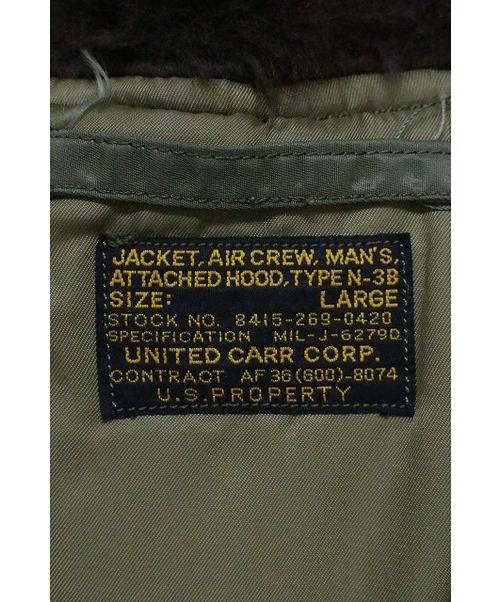 JACKET, AIR CREW, MAN'S,
ATTACHED HOOD, TYPE N-3B
SIZE: LARGE
STOCK NO. 8415-269-0420
SPECIFICATION MIL-J-6279D
UNITED CARR CORP.
CONTRACT AF 36(600)-8074
U.S. PROPERTY